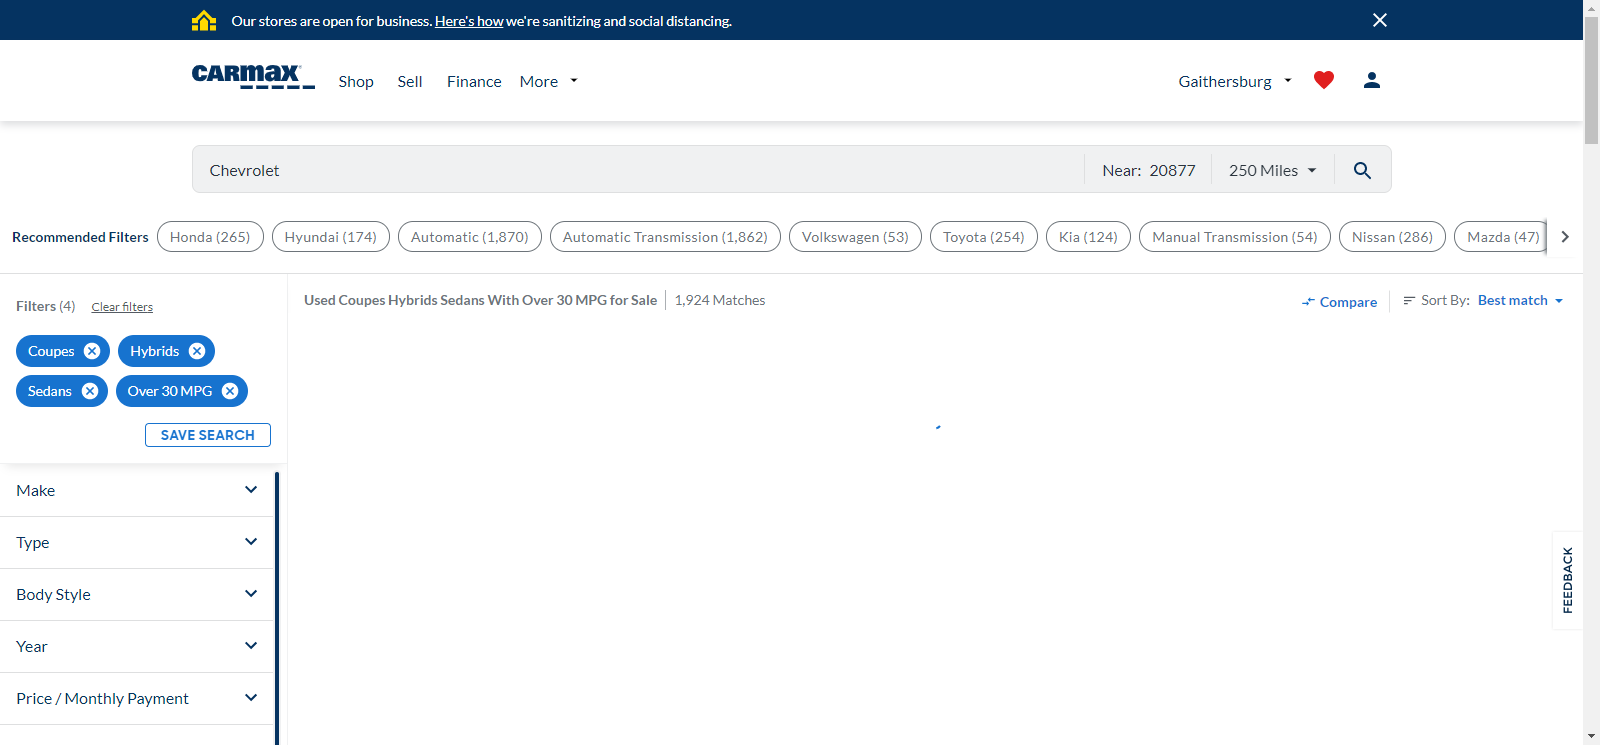 Our stores are open for business. Here's how we're sanitizing and social distancing.
CARMAX Shop Sell Finance More Gaithersburg
Chevrolet Near: 20877 250 Miles
Recommended Filters Honda (265) Hyundai (174) Automatic (1,870) Automatic Transmission (1,862) Volkswagen (53) Toyota (254) Kia (124) Manual Transmission (54) Nissan (286) Mazda (47)
Filters (4) Clear filters
Used Coupes Hybrids Sedans With Over 30 MPG for Sale 1,924 Matches
Compare Sort By: Best match
Coupes Hybrids
Sedans Over 30 MPG
SAVE SEARCH
Make
Type
Body Style
Year
Price / Monthly Payment
FEEDBACK